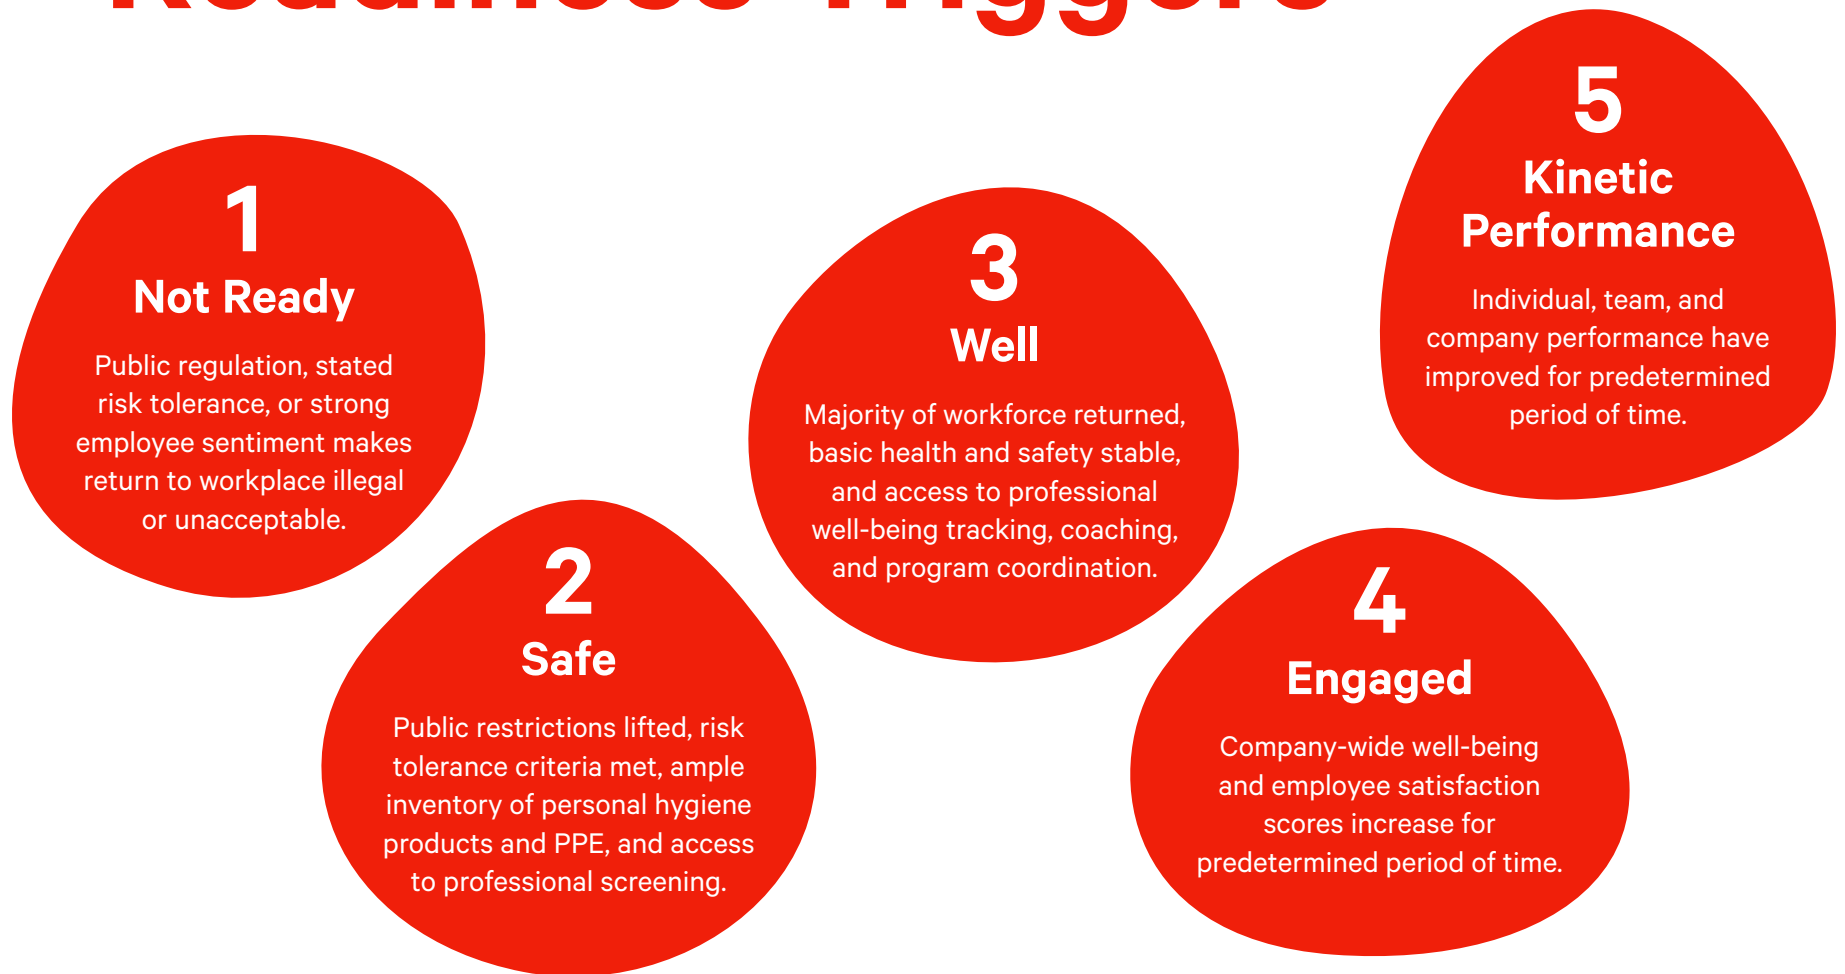 Readiness Triggers
1
Not Ready
Public regulation, stated
risk tolerance, or strong
employee sentiment makes
return to workplace illegal
or unacceptable.
2
Safe
Public restrictions lifted, risk
tolerance criteria met, ample
inventory of personal hygiene
products and PPE, and access
to professional screening.
3
Well
Majority of workforce returned,
basic health and safety stable,
and access to professional
well-being tracking, coaching,
and program coordination.
4
Engaged
Company-wide well-being
and employee satisfaction
scores increase for
predetermined period of time.
5
Kinetic
Performance
Individual, team, and
company performance have
improved for predetermined
period of time.